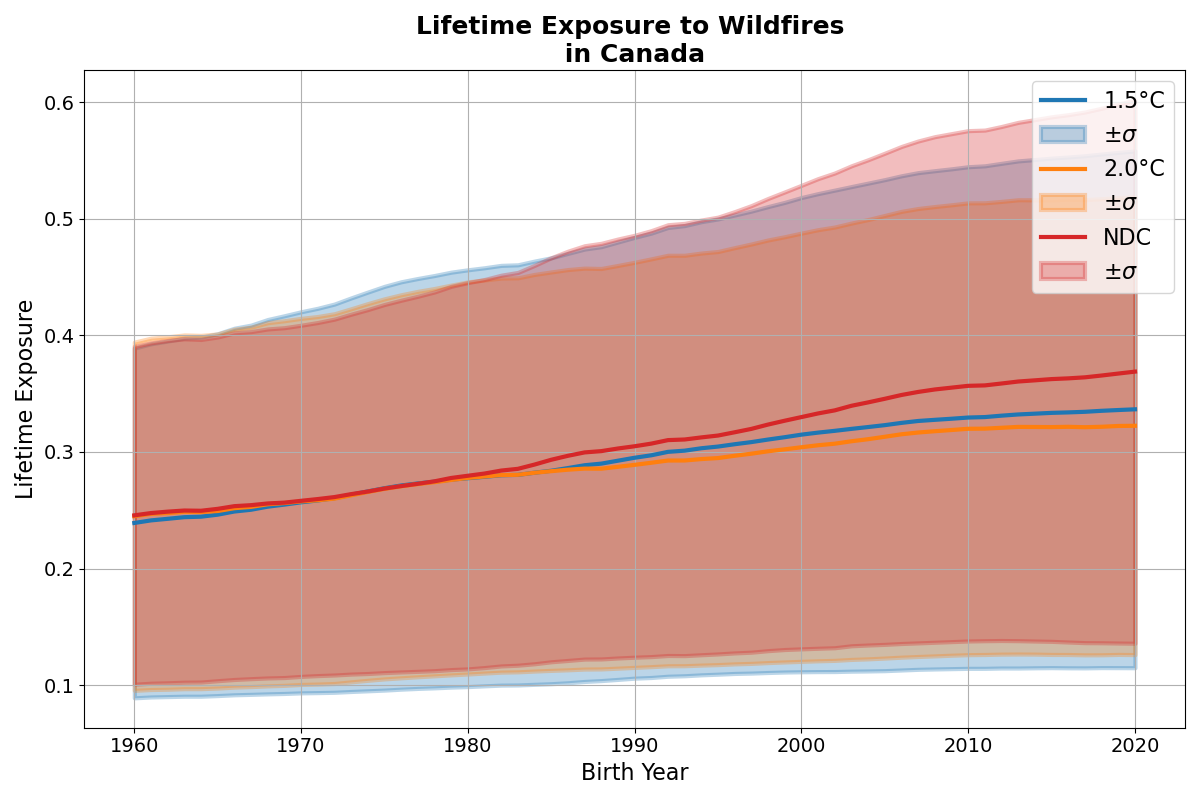 Lifetime Exposure to Wildfires
in Canada
Lifetime Exposure
0.6
0.5
0.4
0.3
0.2
0.1
1960
1970
1980
1990
2000
2010
2020
Birth Year
1.5°C
±σ
2.0°C
±σ
NDC
±σ